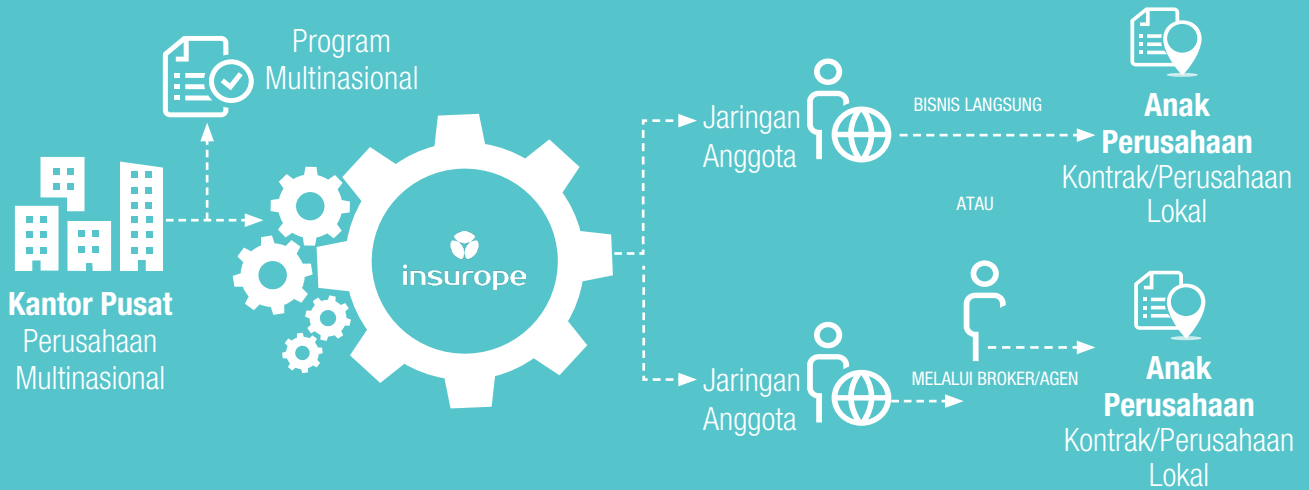 Program
Multinasional
Kantor Pusat
Perusahaan
Multinasional
insurope
Jaringan
Anggota
BISNIS LANGSUNG
Anak
Perusahaan
Kontrak/Perusahaan
Lokal
ATAU
Jaringan
Anggota
MELALUI BROKER/AGEN
Anak
Perusahaan
Kontrak/Perusahaan
Lokal